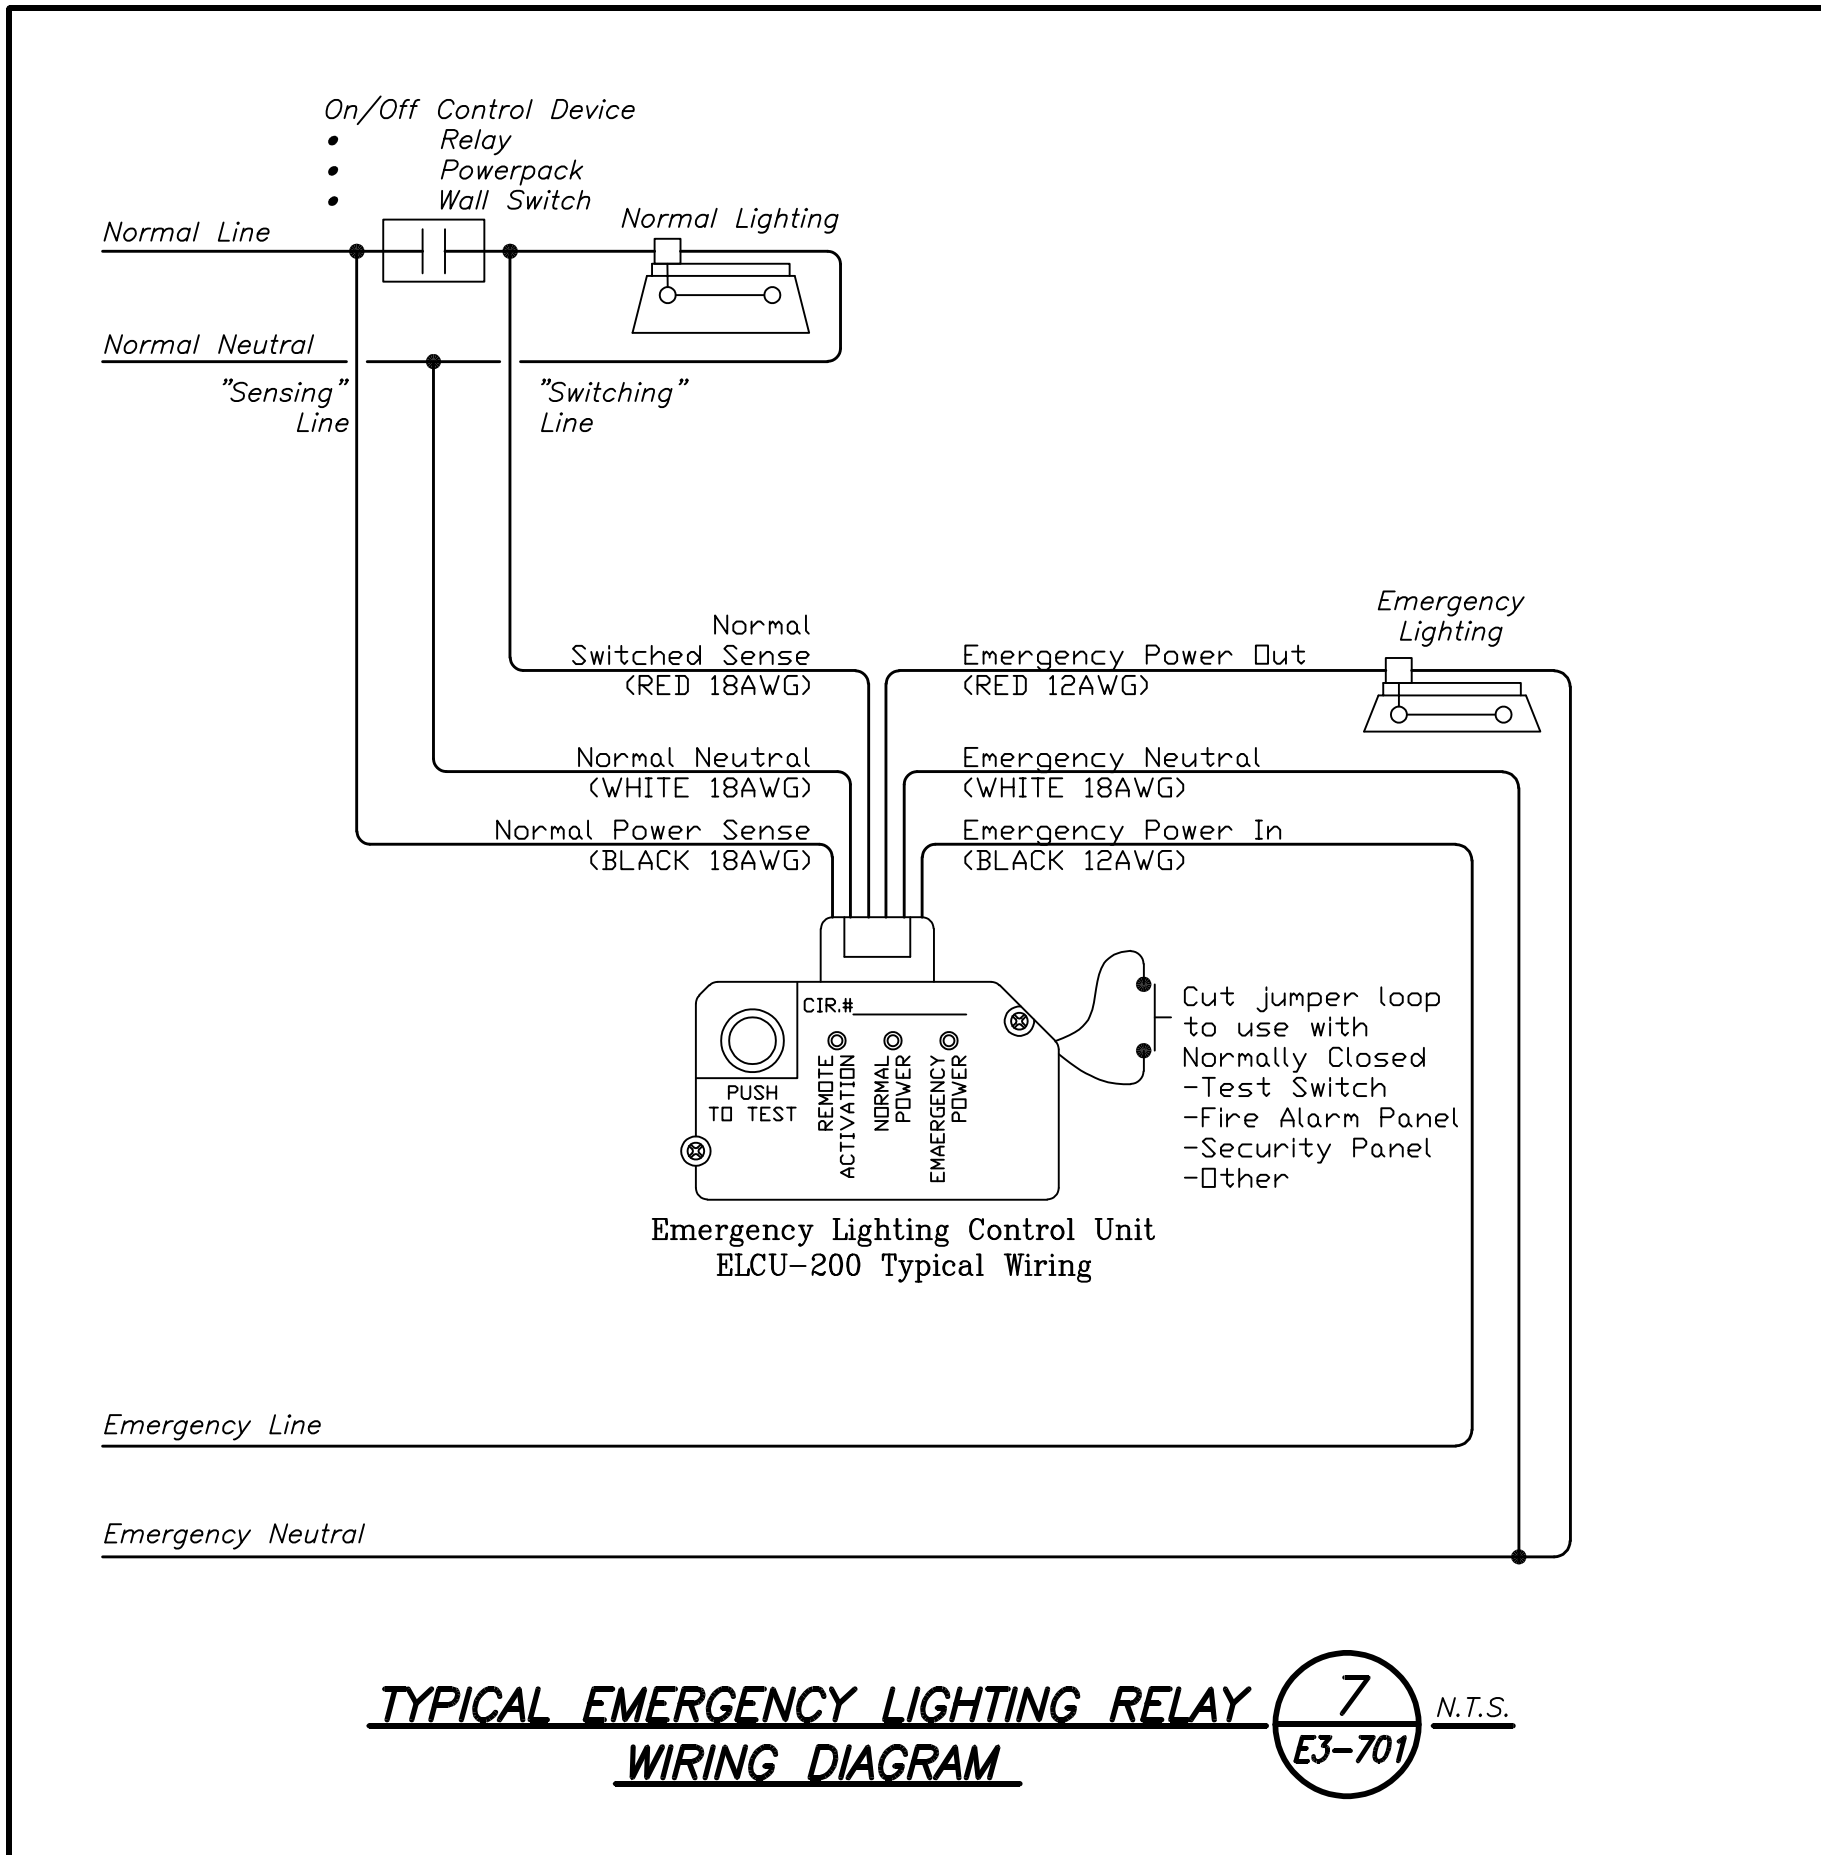 On/Off Control Device
• Relay
• Powerpack
• Wall Switch
Normal Line
Normal Lighting
Normal Neutral
"Sensing"
Line
"Switching"
Line
Normal
Switched Sense
(RED 18AWG)
Emergency Power Out
(RED 12AWG)
Emergency
Lighting
Normal Neutral
(WHITE 18AWG)
Emergency Neutral
(WHITE 18AWG)
Normal Power Sense
(BLACK 18AWG)
Emergency Power In
(BLACK 12AWG)
CIR.#
PUSH
TO TEST
REMOTE
ACTIVATION
NORMAL
POWER
EMAERGENCY
POWER
Cut jumper loop
to use with
Normally Closed
-Test Switch
-Fire Alarm Panel
-Security Panel
-Other
Emergency Lighting Control Unit
ELCU-200 Typical Wiring
Emergency Line
Emergency Neutral
TYPICAL EMERGENCY LIGHTING RELAY
WIRING DIAGRAM
7
E3-701
N.T.S.